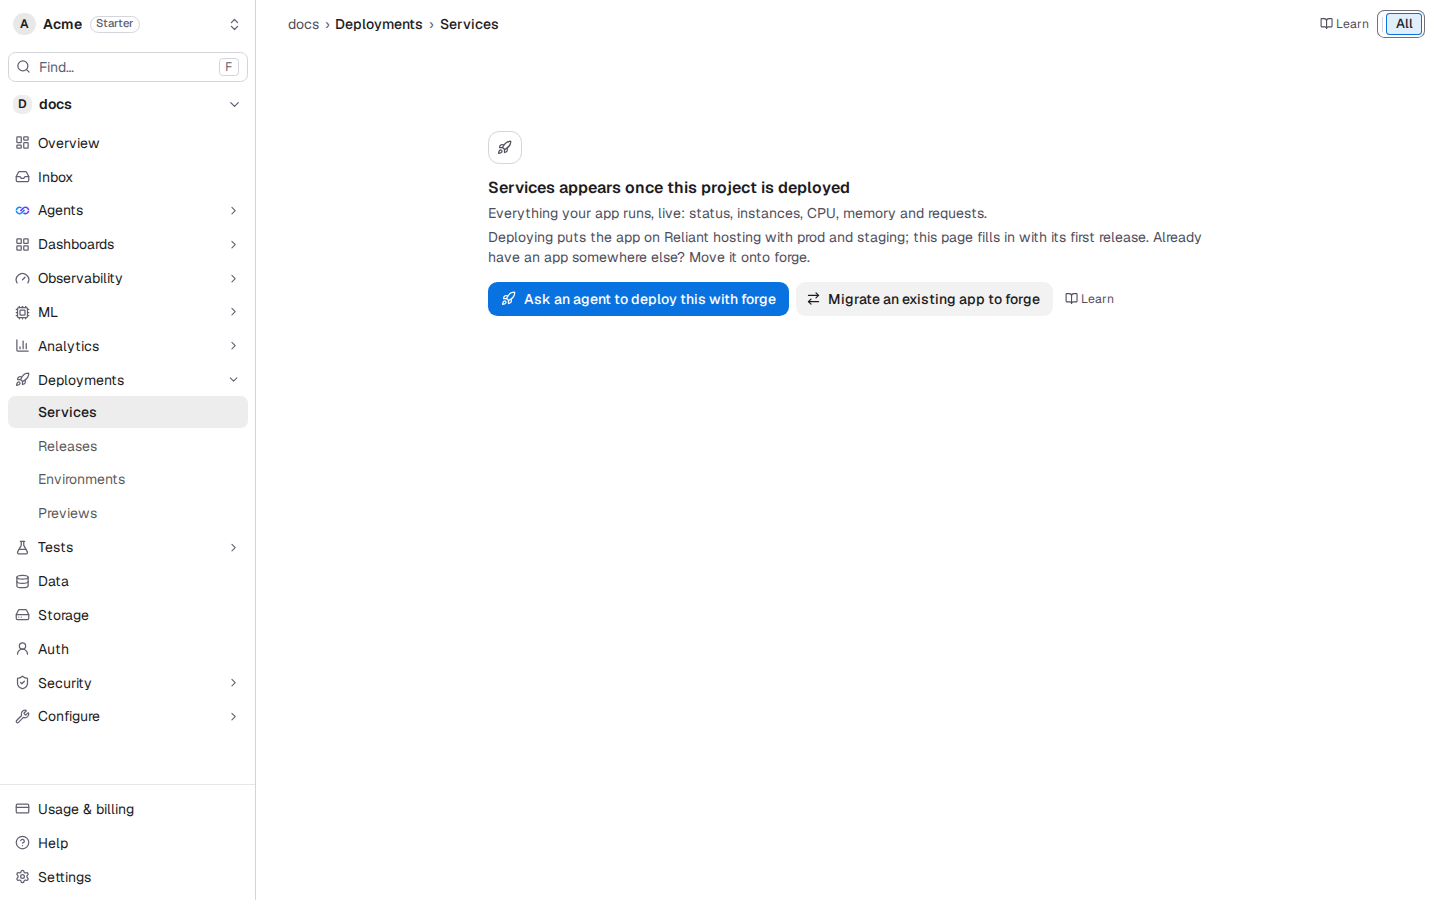 A Acme Starter
Find... F
D docs
Overview
Inbox
Agents
Dashboards
Observability
ML
Analytics
Deployments
Services
Releases
Environments
Previews
Tests
Data
Storage
Auth
Security
Configure
Usage & billing
Help
Settings
docs › Deployments › Services
Learn All
Services appears once this project is deployed
Everything your app runs, live: status, instances, CPU, memory and requests.
Deploying puts the app on Reliant hosting with prod and staging; this page fills in with its first release. Already
have an app somewhere else? Move it onto forge.
Ask an agent to deploy this with forge Migrate an existing app to forge Learn